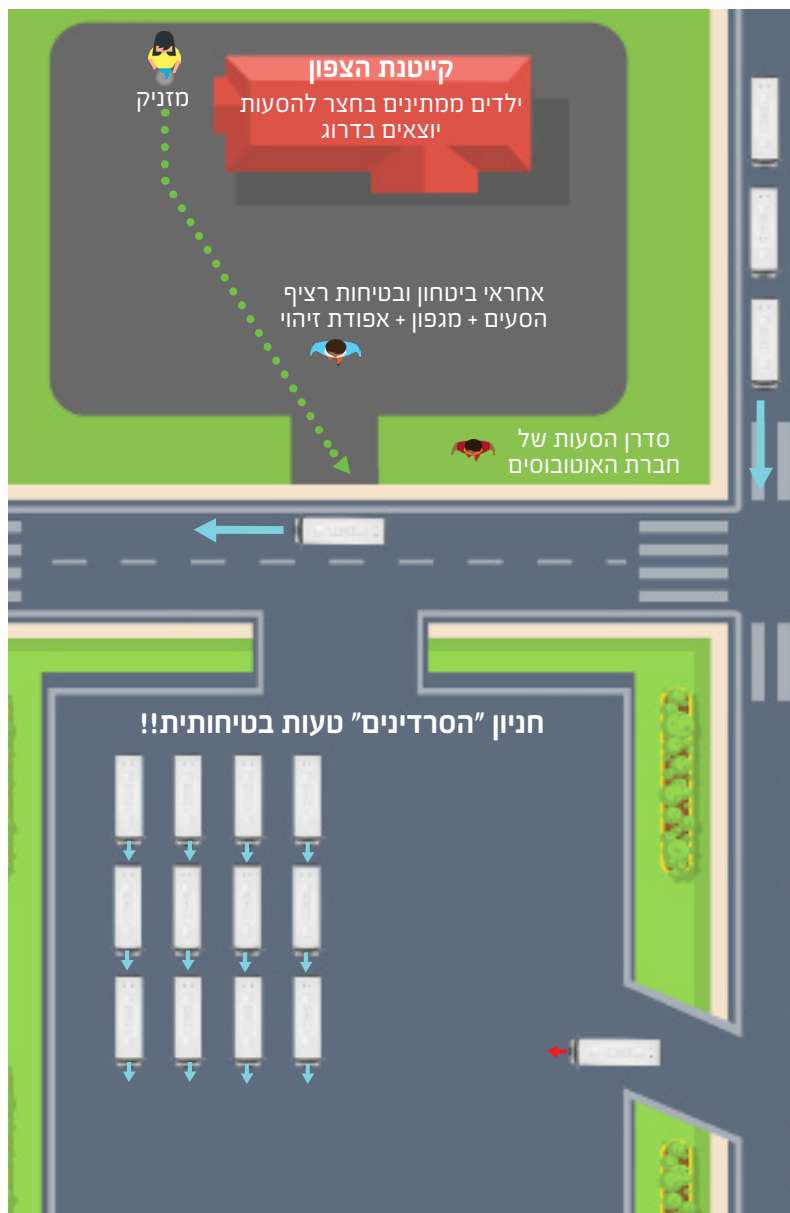 קייטנת הצפון
ילדים ממתינים בחצר להסעות
יוצאים בדרוג
מזניק
אחראי ביטחון ובטיחות רציף
הסעים + מגפון + אפודת זיהוי
סדרן הסעות של
חברת האוטובוסים
חניון "הסרדינים" טעות בטיחותית!!